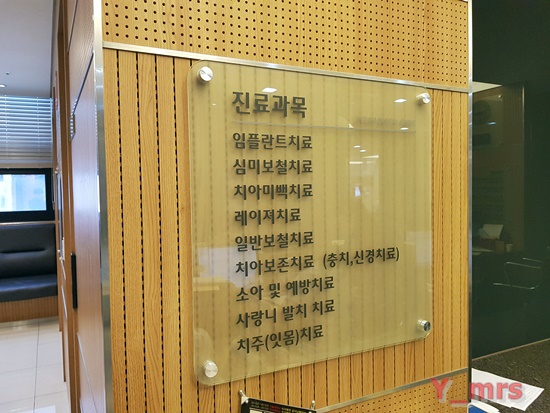 진료과목
임플란트치료
심미보철치료
치아미백치료
레이져치료
일반보철치료
치아보존치료 (충치,신경치료)
소아 및 예방치료
사랑니 발치 치료
치주(잇몸)치료
Y_mrs